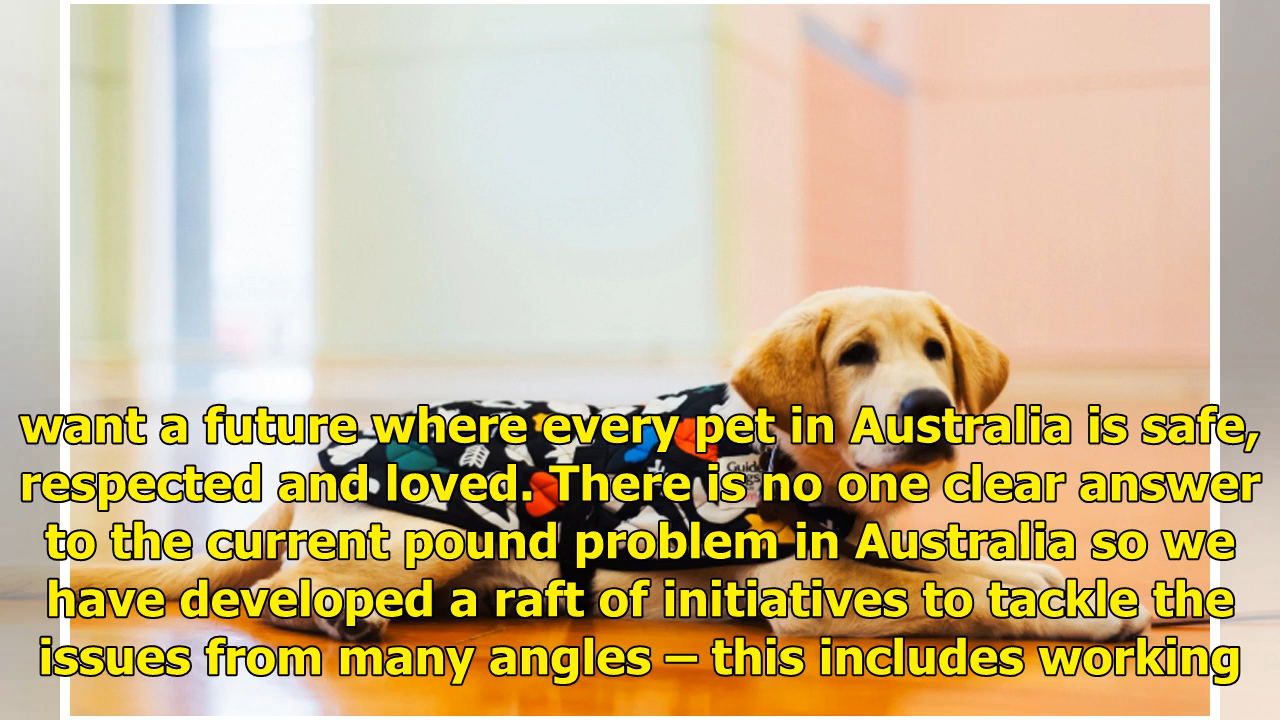 want a future where every pet in Australia is safe,
respected and loved. There is no one clear answer
to the current pound problem in Australia so we
have developed a raft of initiatives to tackle the
issues from many angles – this includes working
Guide